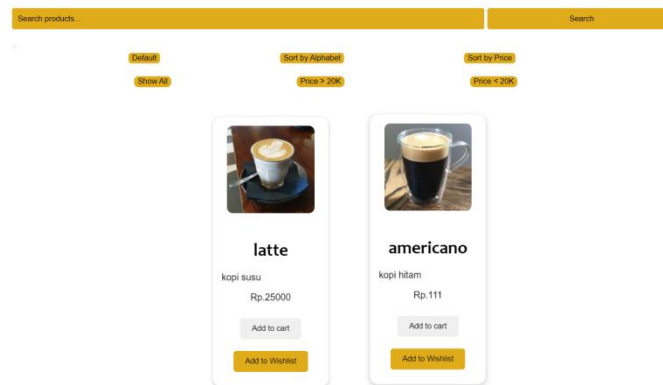 Search products...
Search
Default
Sort by Alphabet
Sort by Price
Show All
Price > 20K
Price < 20K
latte
kopi susu
Rp.25000
Add to cart
Add to Wishlist
americano
kopi hitam
Rp.111
Add to cart
Add to Wishlist